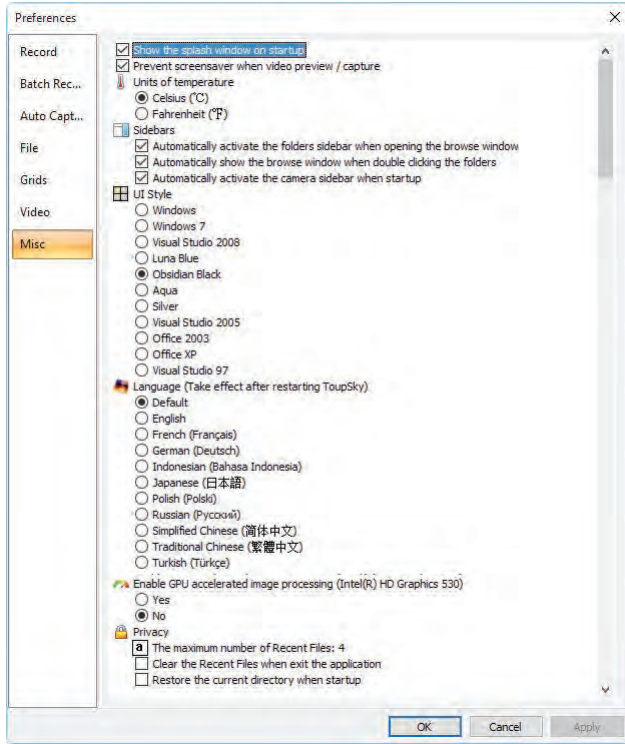 Preferences
Record
Batch Rec...
Auto Capt...
File
Grids
Video
Misc
Show the splash window on startup
Prevent screensaver when video preview / capture
Units of temperature
Celsius (°C)
Fahrenheit (°F)
Sidebars
Automatically activate the folders sidebar when opening the browse window
Automatically show the browse window when double clicking the folders
Automatically activate the camera sidebar when startup
UI Style
Windows
Windows 7
Visual Studio 2008
Luna Blue
Obsidian Black
Aqua
Silver
Visual Studio 2005
Office 2003
Office XP
Visual Studio 97
Language (Take effect after restarting ToupSky)
Default
English
French (Français)
German (Deutsch)
Indonesian (Bahasa Indonesia)
Japanese (日本語)
Polish (Polski)
Russian (Русский)
Simplified Chinese (简体中文)
Traditional Chinese (繁體中文)
Turkish (Türkçe)
Enable GPU accelerated image processing (Intel(R) HD Graphics 530)
Yes
No
Privacy
a The maximum number of Recent Files: 4
Clear the Recent Files when exit the application
Restore the current directory when startup
OK Cancel Apply